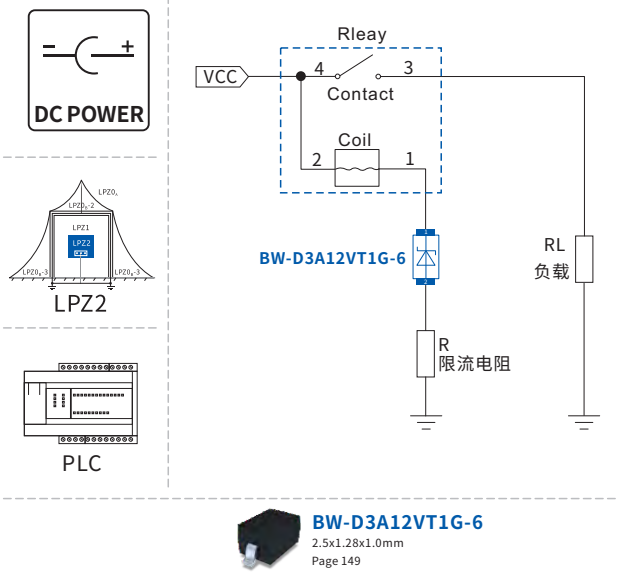 DC POWER
LPZ0A
LPZ0B-2
LPZ1
LPZ2
LPZ0B-3
LPZ0B-3
LPZ2
PLC
Rleay
VCC
4
3
Contact
Coil
2
1
1
BW-D3A12VT1G-6
2
RL
负载
R
限流电阻
BW-D3A12VT1G-6
2.5x1.28x1.0mm
Page 149